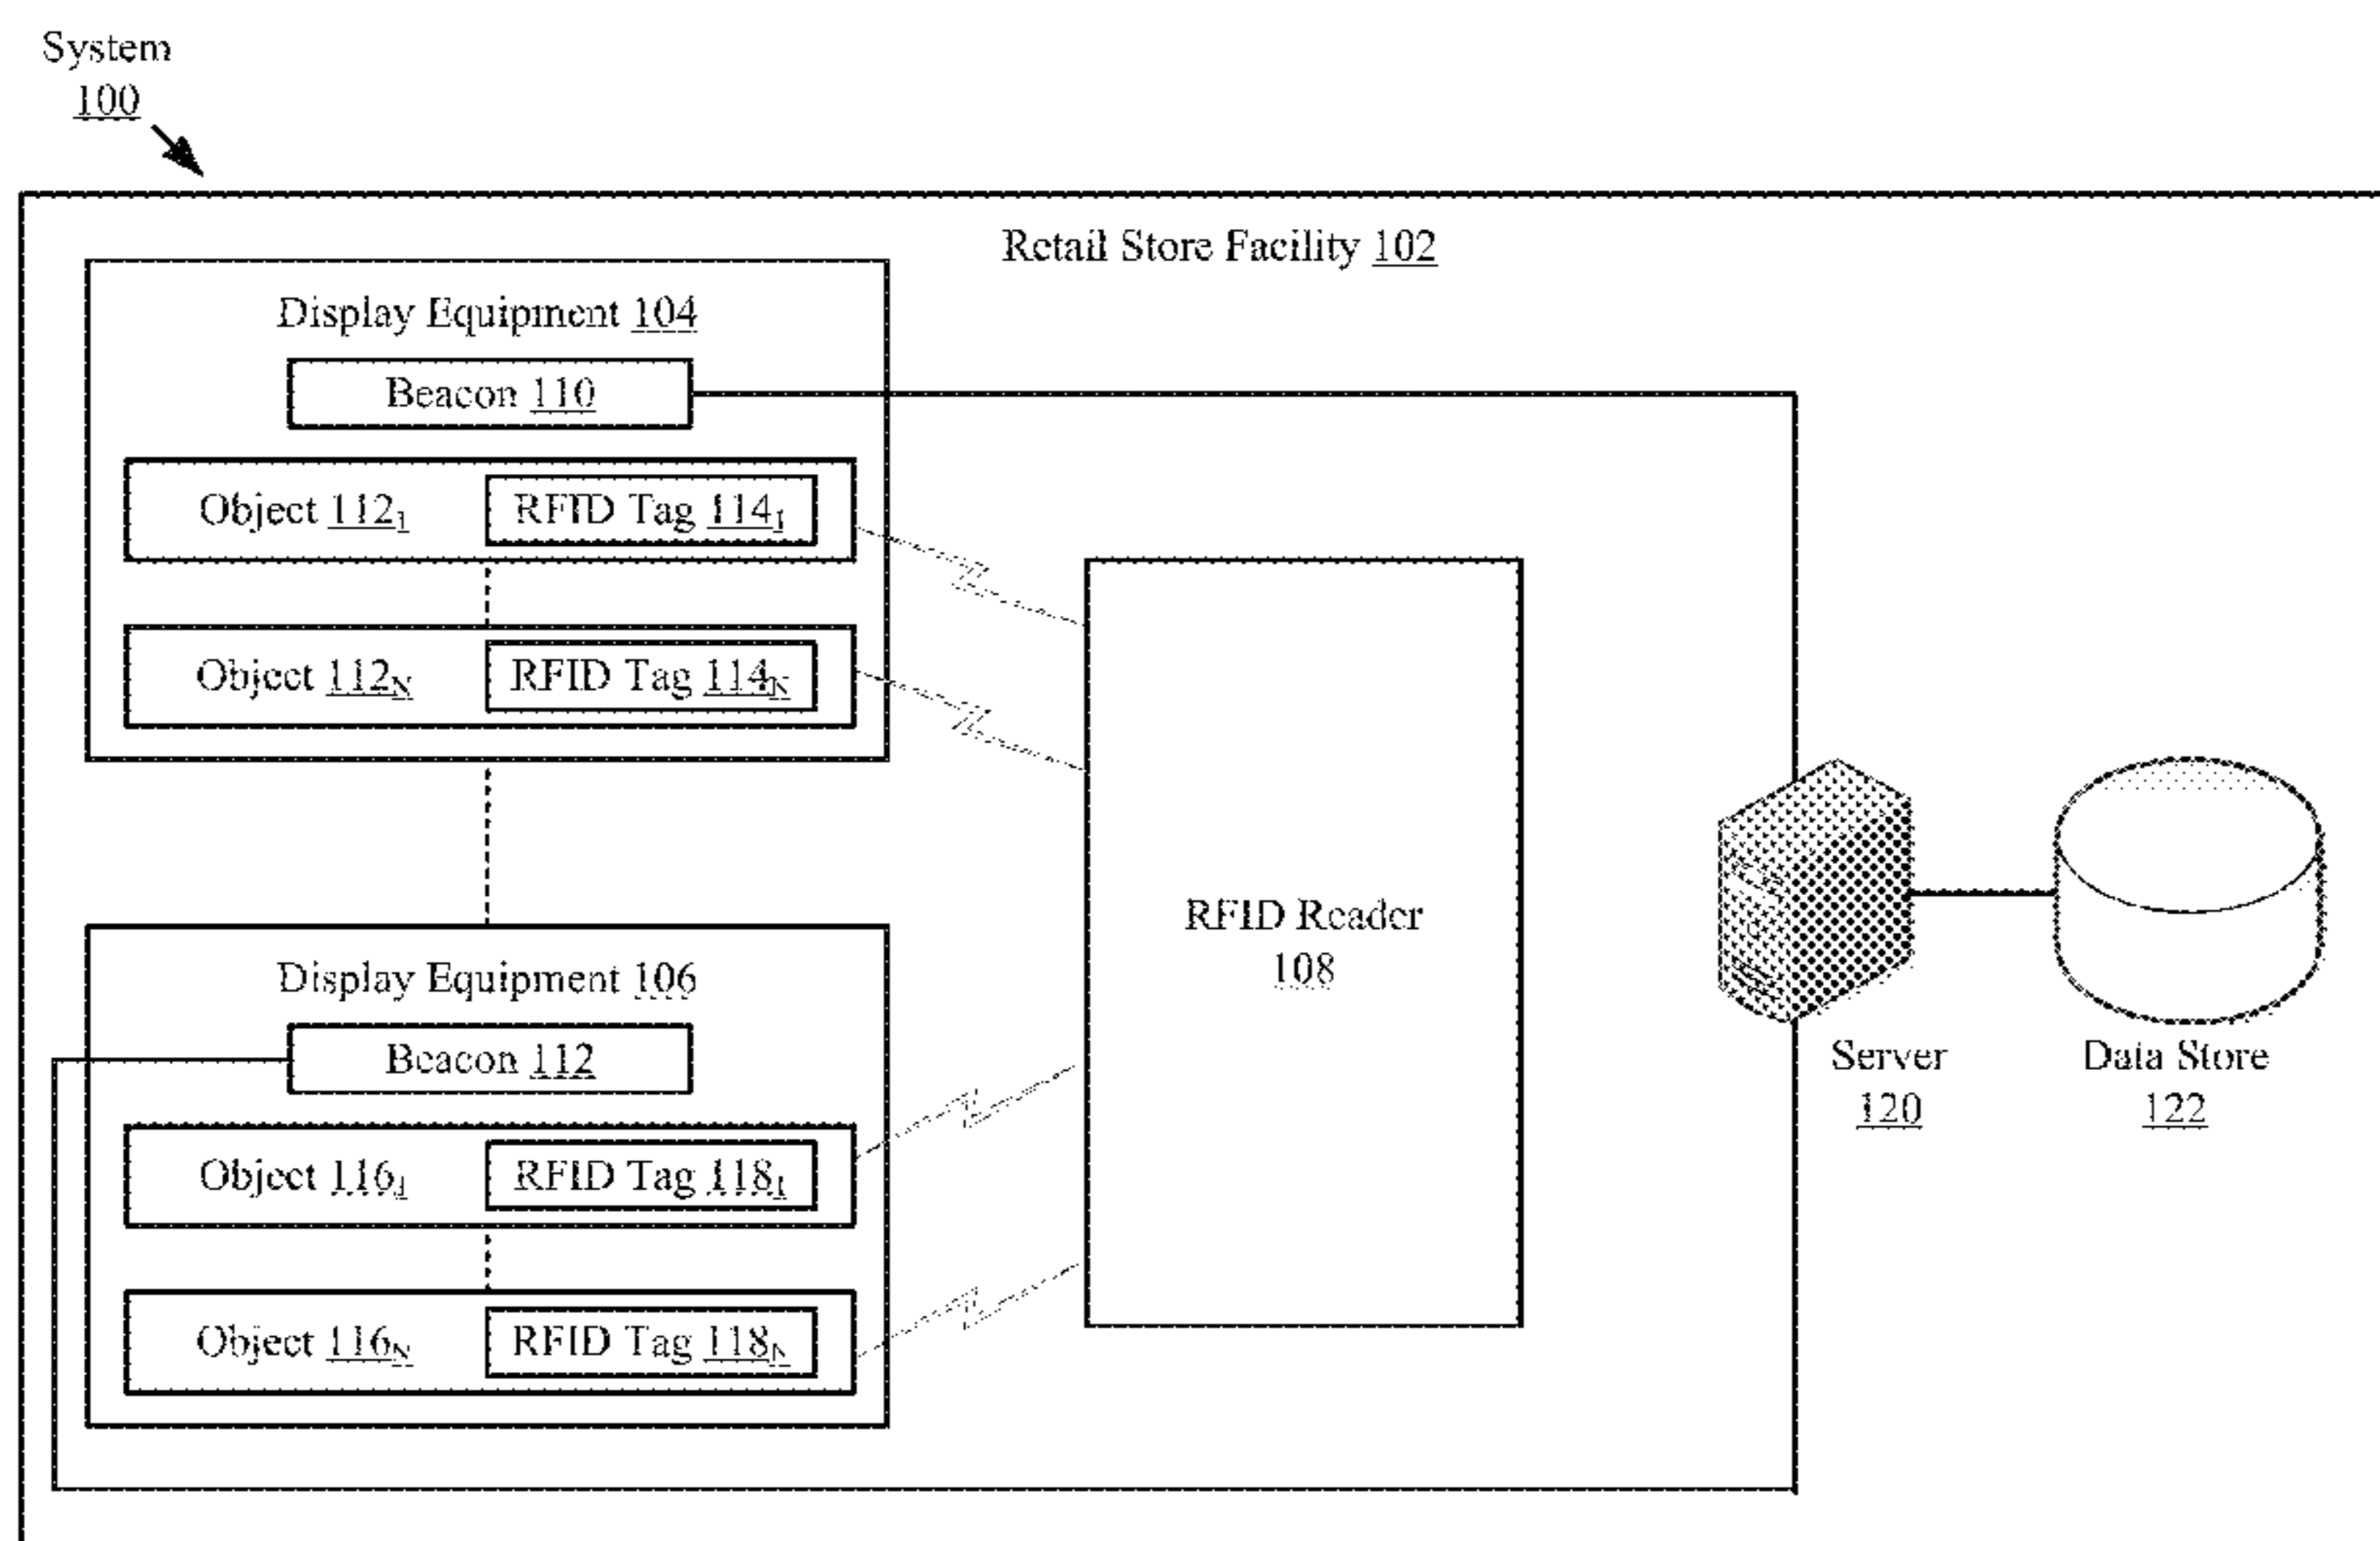 System
100
Retail Store Facility 102
Display Equipment 104
Beacon 110
Object 112₁ RFID Tag 114₁
Object 112N RFID Tag 114N
RFID Reader
108
Display Equipment 106
Beacon 112
Object 116₁ RFID Tag 118₁
Object 116N RFID Tag 118N
Server
120
Data Store
122